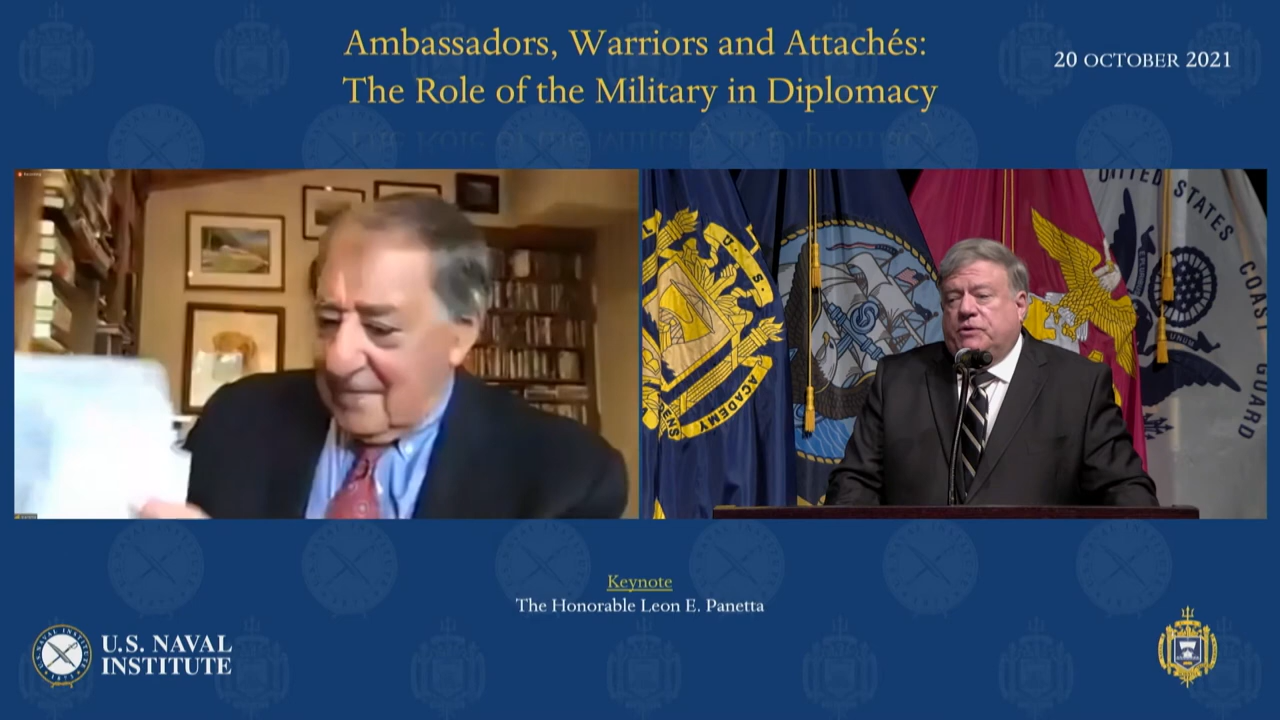 Ambassadors, Warriors and Attachés:
The Role of the Military in Diplomacy
20 OCTOBER 2021
U.S.
ACADEMY
UNITED STATES
COAST GUARD
Keynote
The Honorable Leon E. Panetta
U.S. NAVAL
INSTITUTE